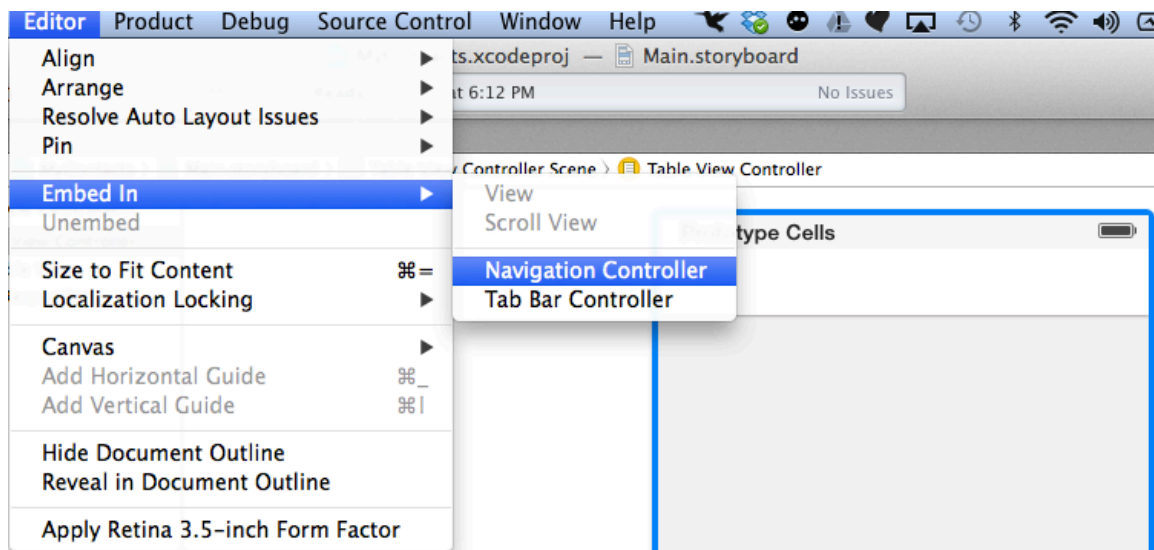 Editor Product Debug Source Control Window Help
Align
ts.xcodeproj — Main.storyboard
Arrange
at 6:12 PM No Issues
Resolve Auto Layout Issues
Pin
Controller Scene Table View Controller
Embed In
View
Unembed
Scroll View
type Cells
Size to Fit Content ⌘=
Navigation Controller
Localization Locking
Tab Bar Controller
Canvas
Add Horizontal Guide ⌘_
Add Vertical Guide ⌘|
Hide Document Outline
Reveal in Document Outline
Apply Retina 3.5-inch Form Factor